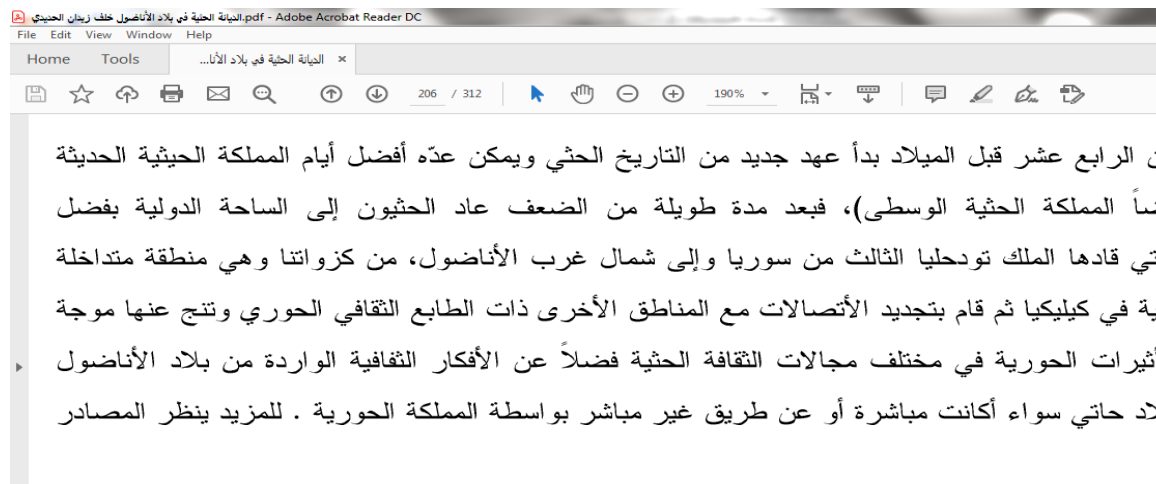 الديانة الحثية في بلاد الأناضول خلف زيدان الحديدي.pdf - Adobe Acrobat Reader DC
File Edit View Window Help
Home Tools الديانة الحثية في بلاد الأنا... ×
206 / 312 190%
الرابع عشر قبل الميلاد بدأ عهد جديد من التاريخ الحثي ويمكن عدّه أفضل أيام المملكة الحيثية الحديثة
المملكة الحثية الوسطى)، فبعد مدة طويلة من الضعف عاد الحثيون إلى الساحة الدولية بفضل
تي قادها الملك تودحليا الثالث من سوريا وإلى شمال غرب الأناضول، من كزواتنا وهي منطقة متداخلة
ية في كيليكيا ثم قام بتجديد الأتصالات مع المناطق الأخرى ذات الطابع الثقافي الحوري ونتج عنها موجة
أثيرات الحورية في مختلف مجالات الثقافة الحثية فضلاً عن الأفكار الثفافية الواردة من بلاد الأناضول
لاد حاتي سواء أكانت مباشرة أو عن طريق غير مباشر بواسطة المملكة الحورية . للمزيد ينظر المصادر